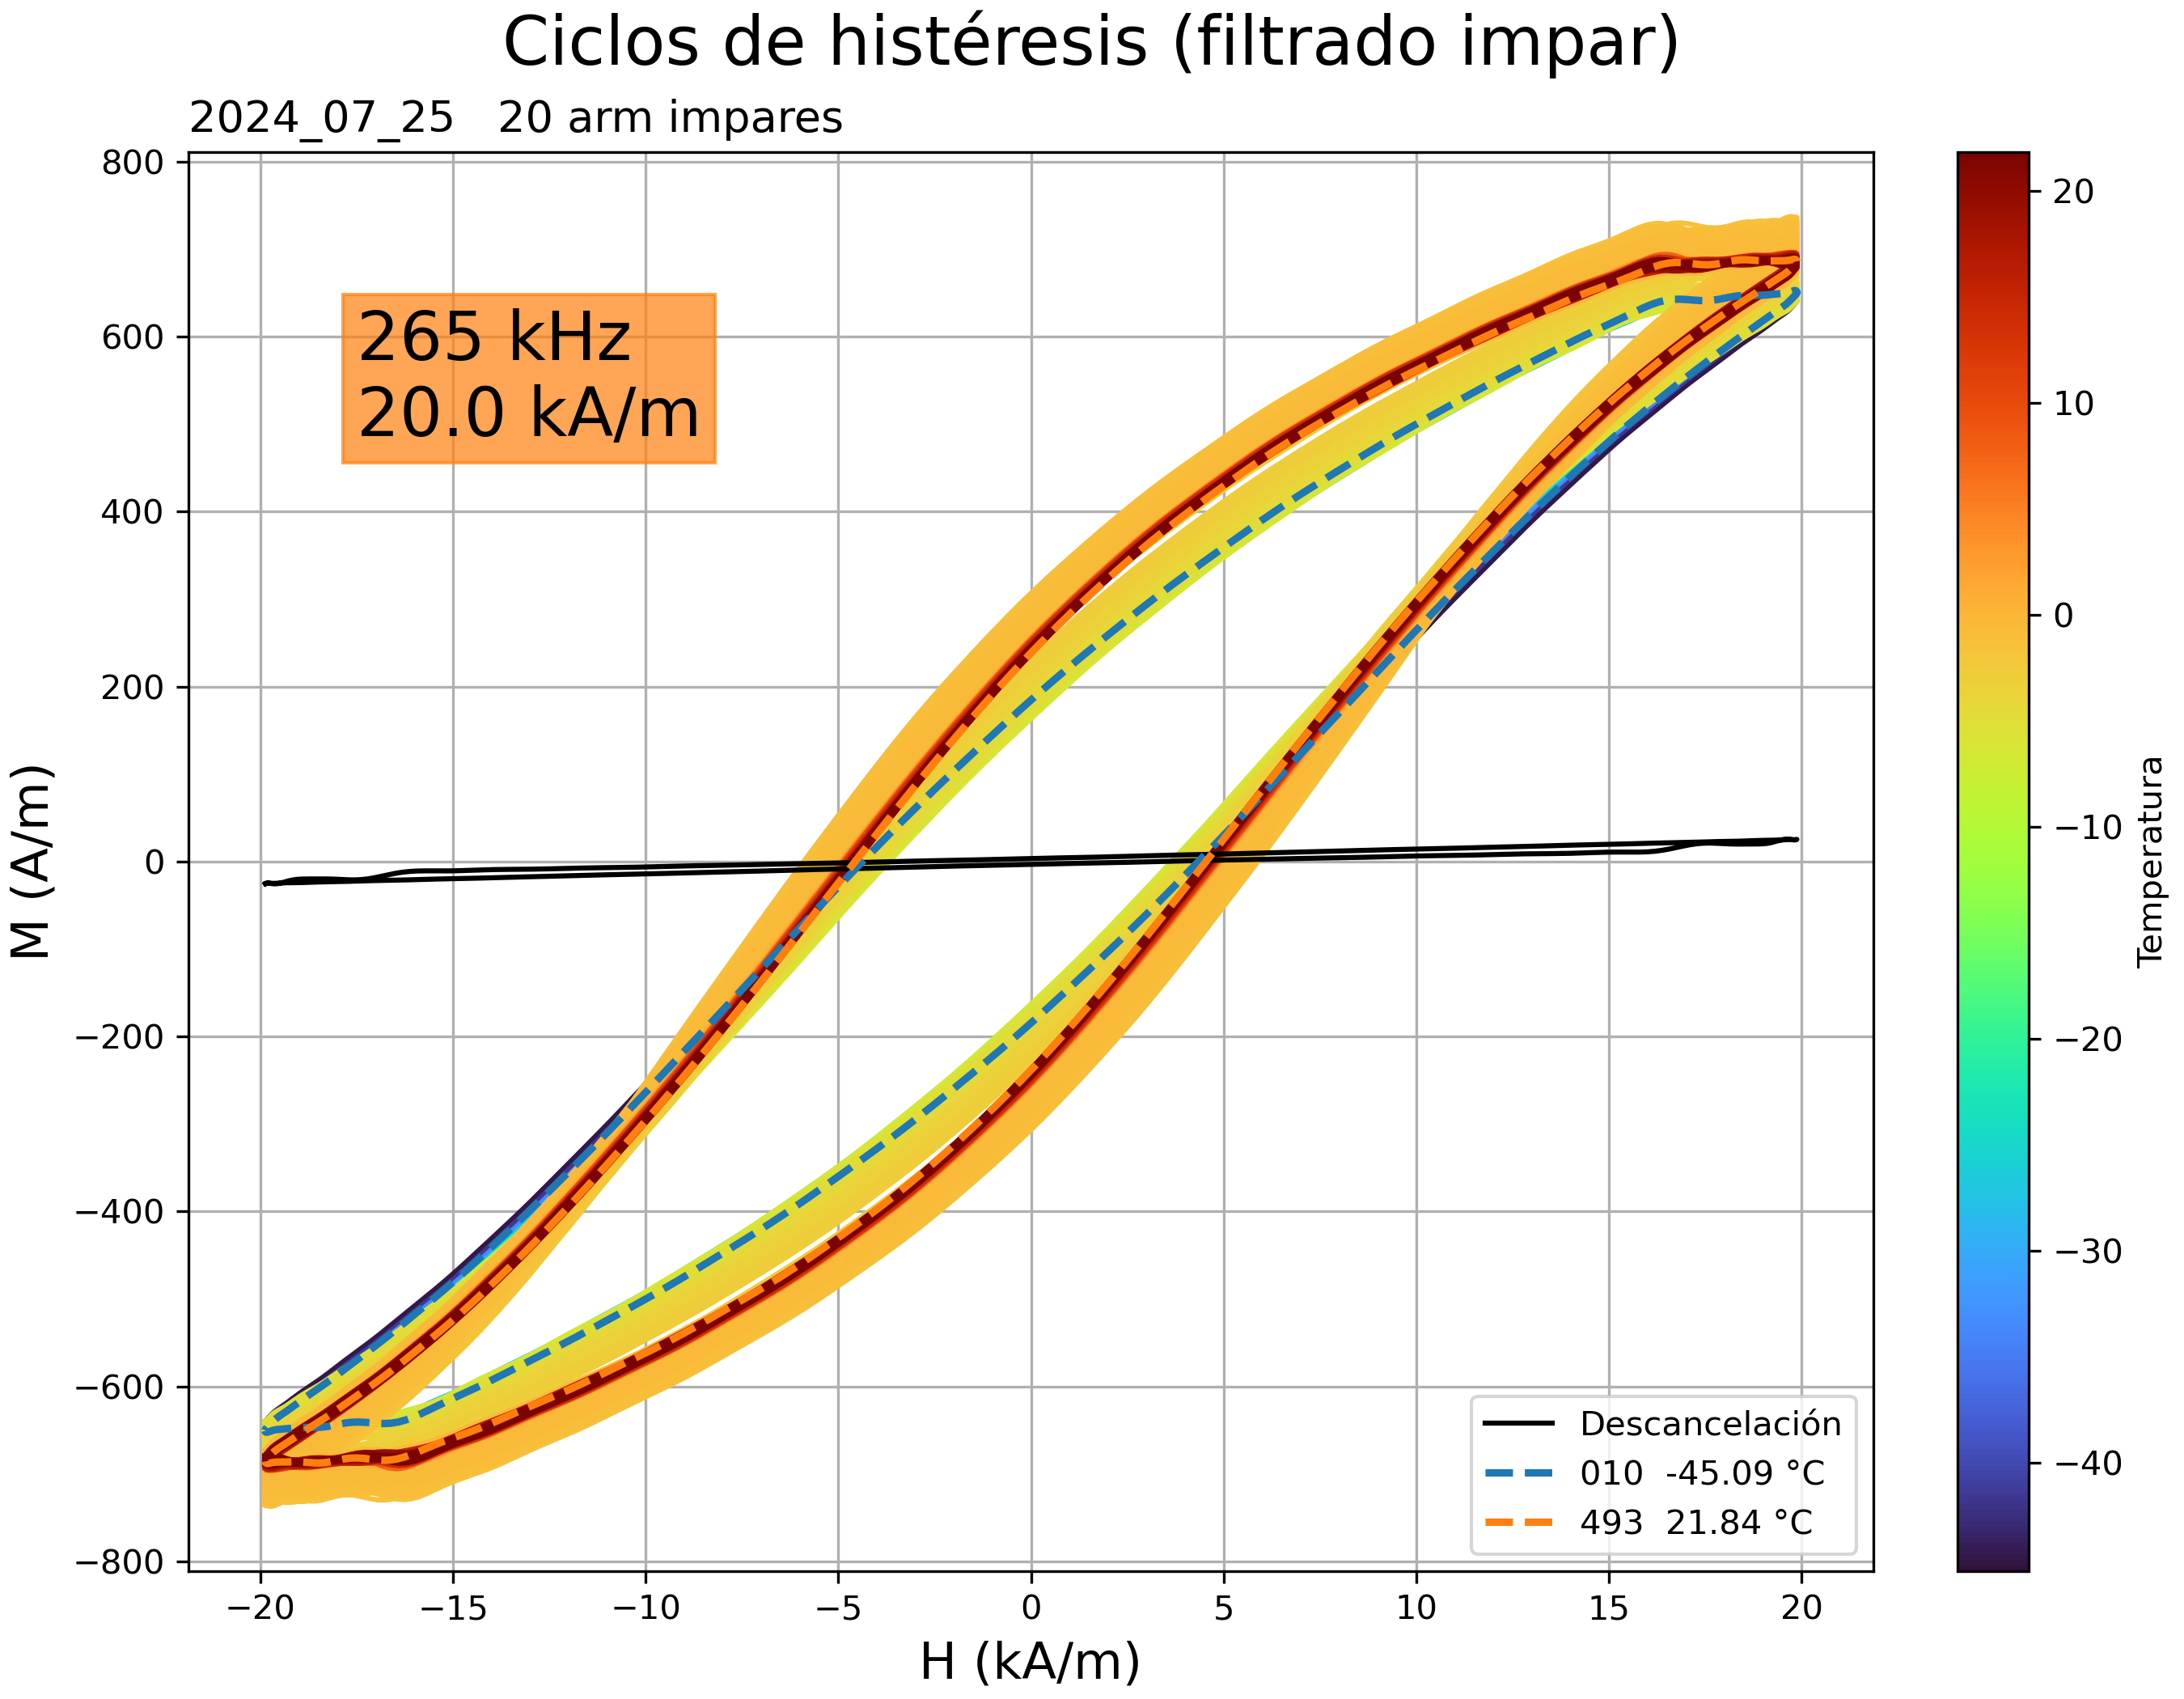 Ciclos de histéresis (filtrado impar)
2024_07_25   20 arm impares
265 kHz
20.0 kA/m
M (A/m)
800
600
400
200
0
−200
−400
−600
−800
−20
−15
−10
−5
0
5
10
15
20
H (kA/m)
Descancelación
010  -45.09 °C
493  21.84 °C
20
10
0
−10
−20
−30
−40
Temperatura